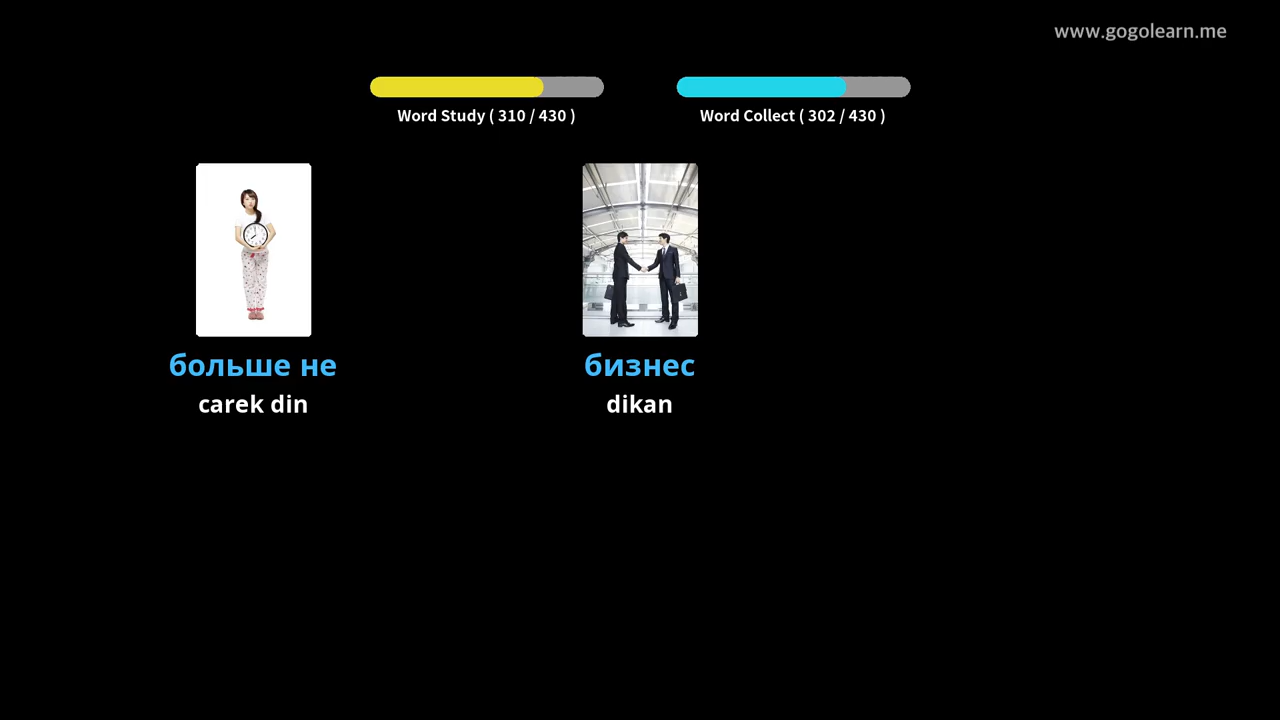 www.gogolearn.me
Word Study ( 310 / 430 )
Word Collect ( 302 / 430 )
больше не
carek din
бизнес
dikan